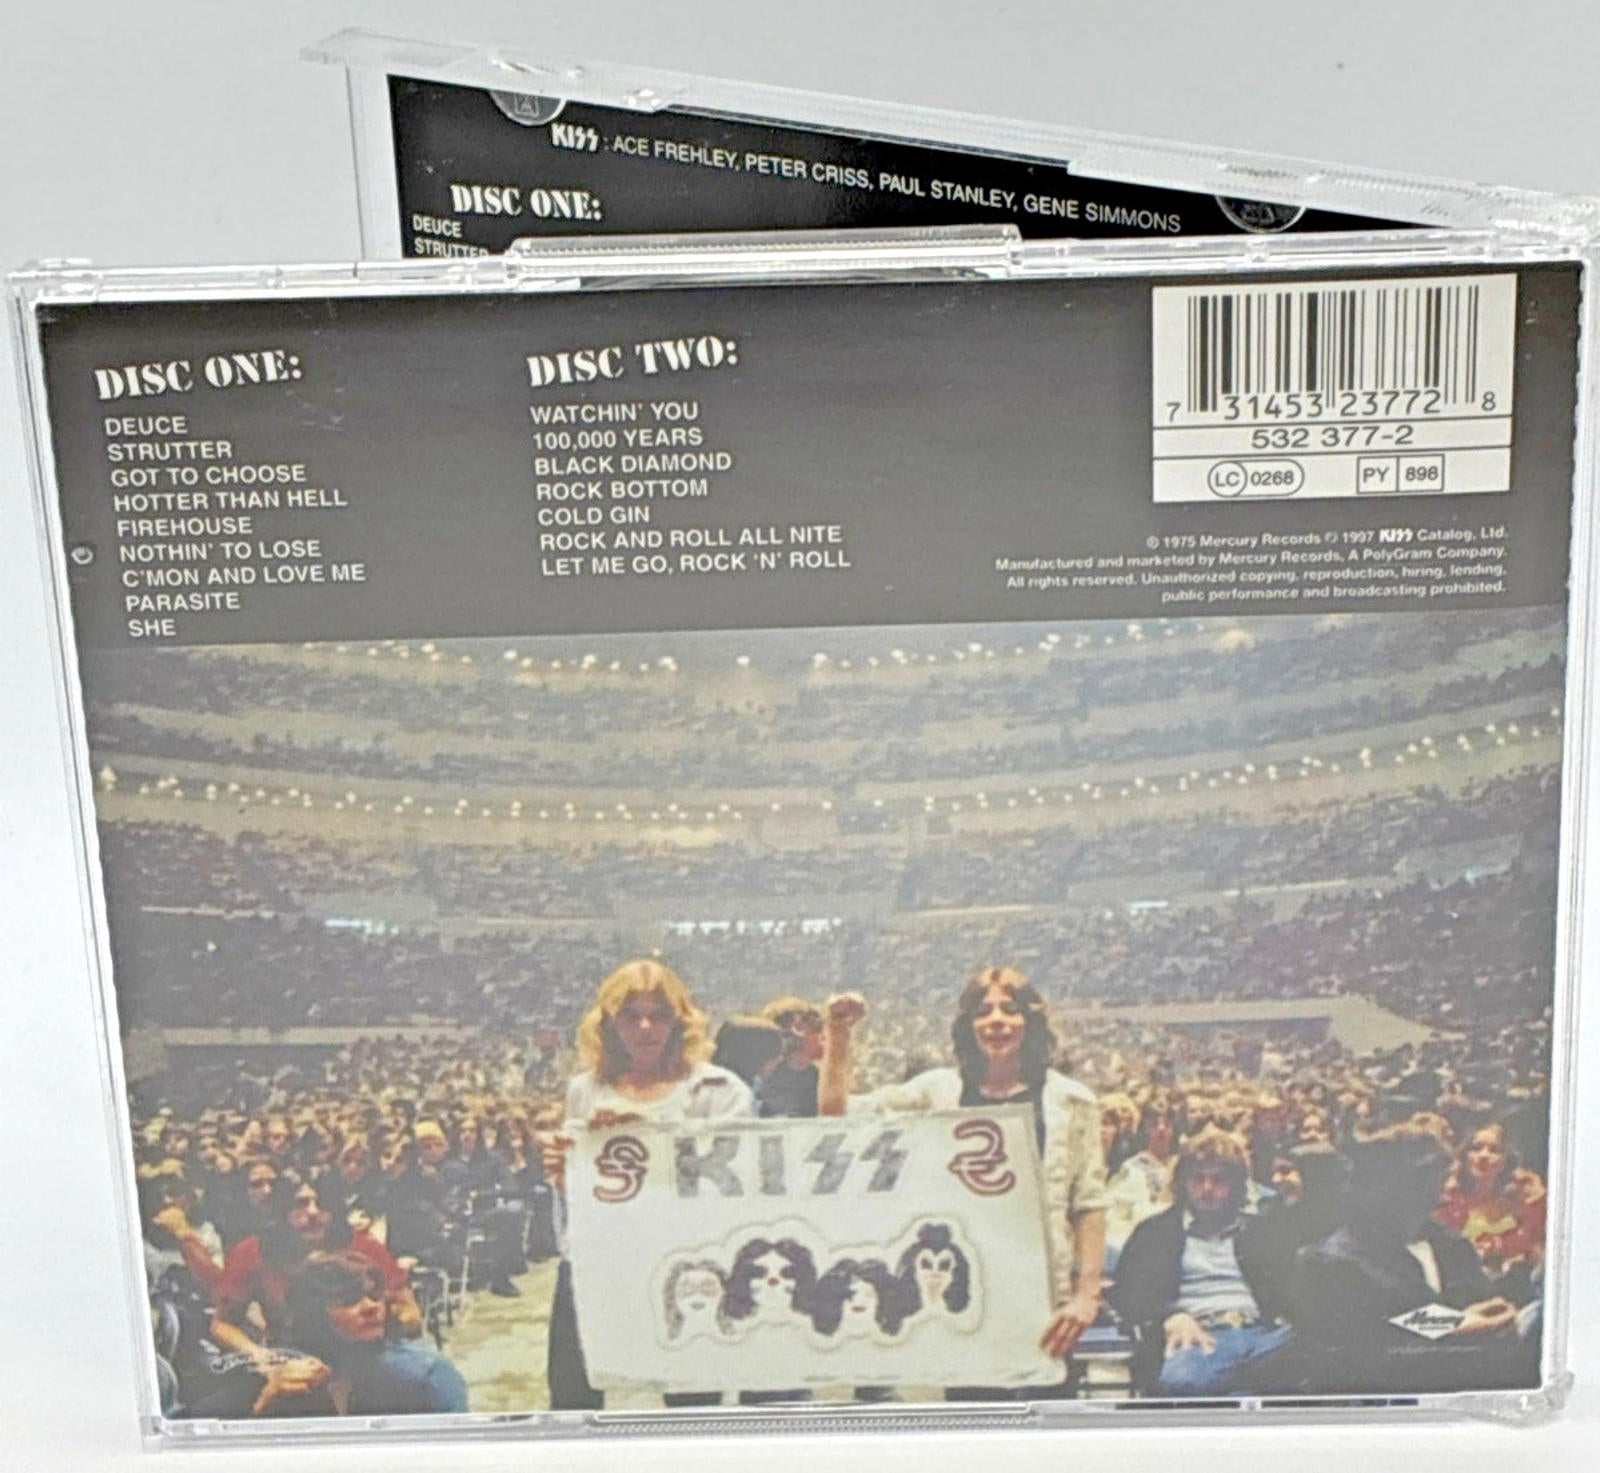 KISS : ACE FREHLEY, PETER CRISS, PAUL STANLEY, GENE SIMMONS
DISC ONE:
DEUCE
STRUTTER
DISC ONE:
DEUCE
STRUTTER
GOT TO CHOOSE
HOTTER THAN HELL
FIREHOUSE
NOTHIN' TO LOSE
C'MON AND LOVE ME
PARASITE
SHE
DISC TWO:
WATCHIN' YOU
100,000 YEARS
BLACK DIAMOND
ROCK BOTTOM
COLD GIN
ROCK AND ROLL ALL NITE
LET ME GO, ROCK 'N' ROLL
7 31453 23772 8
532 377-2
LC 0268 PY 898
℗ 1975 Mercury Records © 1997 KISS Catalog, Ltd.
Manufactured and marketed by Mercury Records, A PolyGram Company.
All rights reserved. Unauthorized copying, reproduction, hiring, lending,
public performance and broadcasting prohibited.
KISS
Mercury